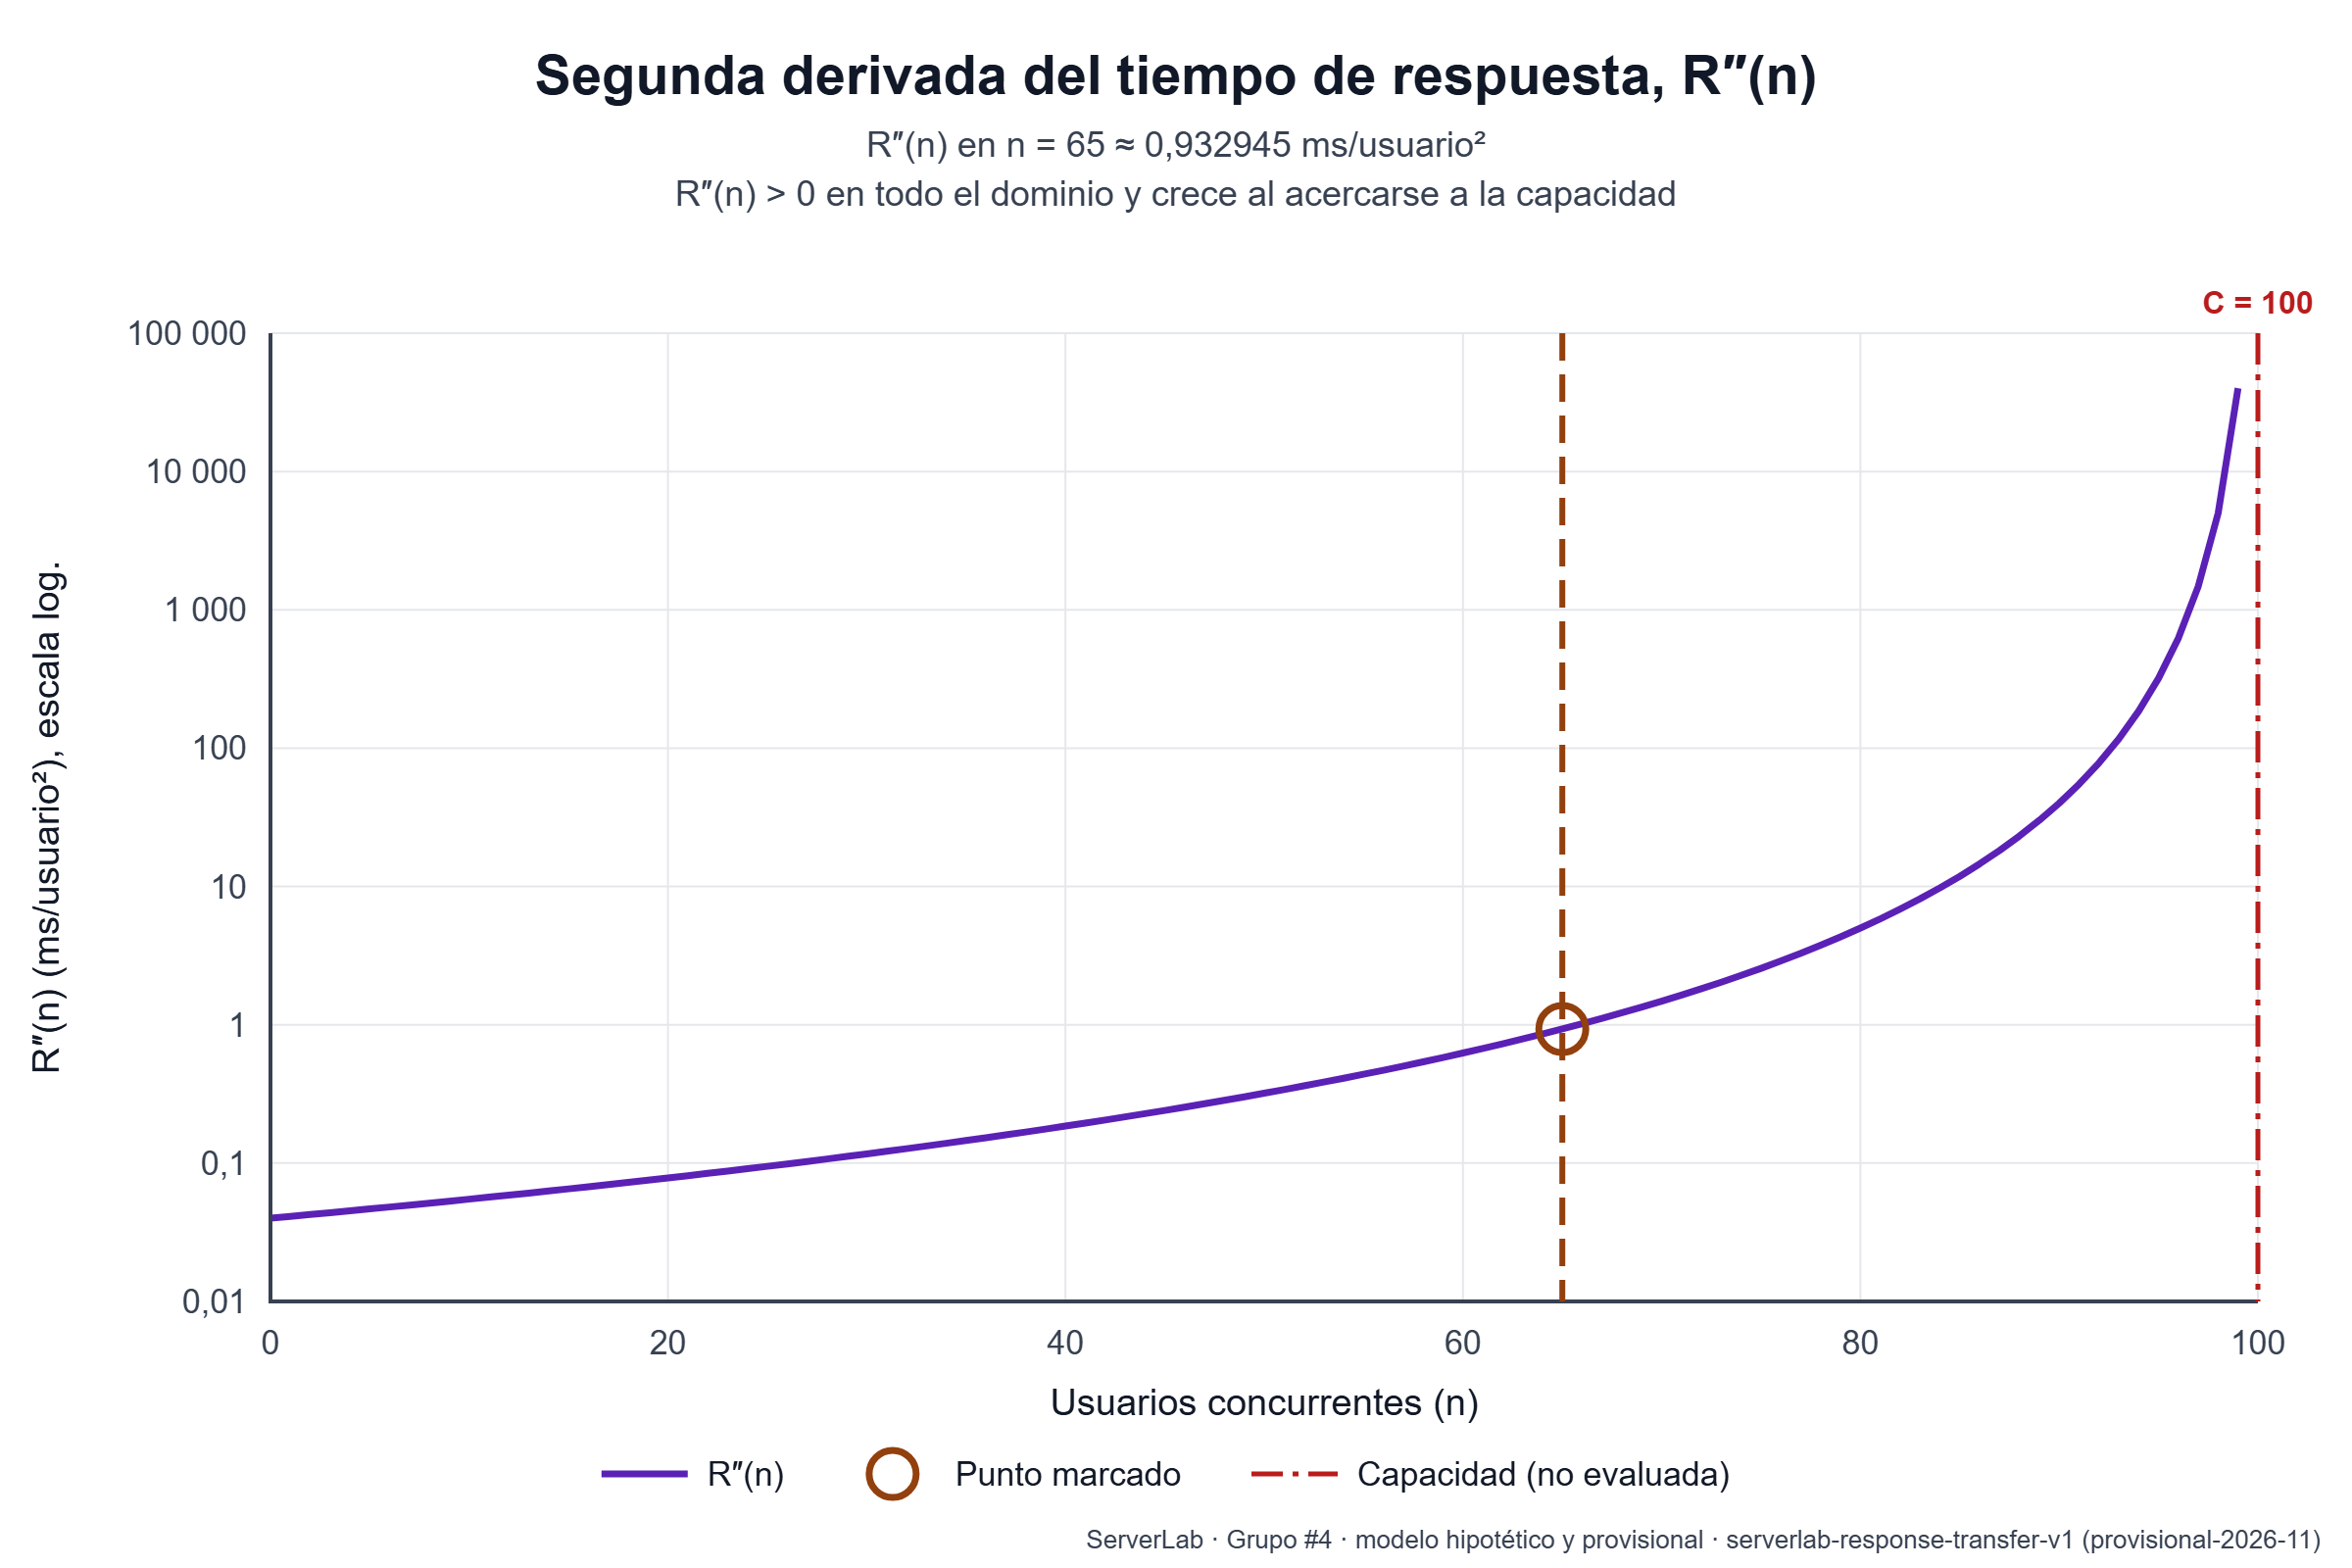 Segunda derivada del tiempo de respuesta, R″(n)
R″(n) en n = 65 ≈ 0,932945 ms/usuario²
R″(n) > 0 en todo el dominio y crece al acercarse a la capacidad
C = 100
100 000
10 000
1 000
100
10
1
0,1
0,01
R″(n) (ms/usuario²), escala log.
0
20
40
60
80
100
Usuarios concurrentes (n)
R″(n)
Punto marcado
Capacidad (no evaluada)
ServerLab · Grupo #4 · modelo hipotético y provisional · serverlab-response-transfer-v1 (provisional-2026-11)